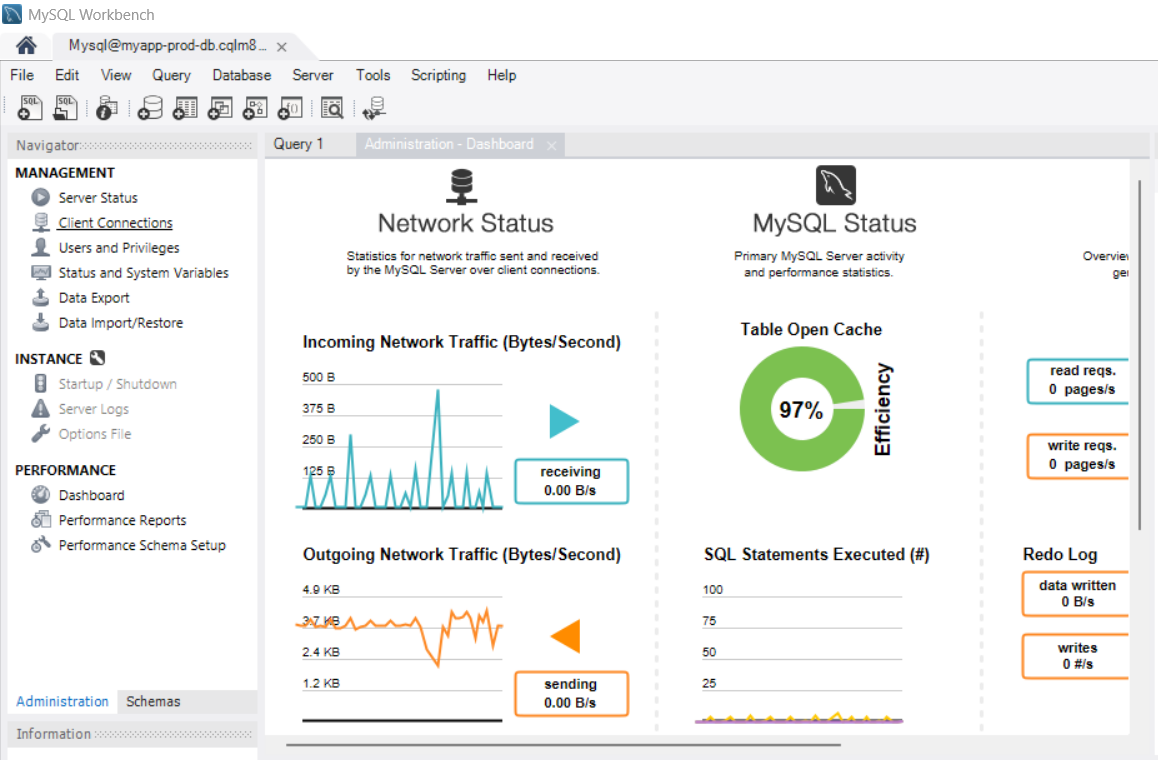 MySQL Workbench
Mysql@myapp-prod-db.cqlm8...
File Edit View Query Database Server Tools Scripting Help
SQL SQL
Navigator
MANAGEMENT
Server Status
Client Connections
Users and Privileges
Status and System Variables
Data Export
Data Import/Restore
INSTANCE
Startup / Shutdown
Server Logs
Options File
PERFORMANCE
Dashboard
Performance Reports
Performance Schema Setup
Administration Schemas
Information
Query 1 Administration - Dashboard
Network Status
Statistics for network traffic sent and received
by the MySQL Server over client connections.
Incoming Network Traffic (Bytes/Second)
500 B
375 B
250 B
125 B
receiving
0.00 B/s
Outgoing Network Traffic (Bytes/Second)
4.9 KB
3.7 KB
2.4 KB
1.2 KB
sending
0.00 B/s
MySQL Status
Primary MySQL Server activity
and performance statistics.
Table Open Cache
97%
Efficiency
SQL Statements Executed (#)
100
75
50
25
read reqs.
0 pages/s
write reqs.
0 pages/s
Redo Log
data written
0 B/s
writes
0 #/s